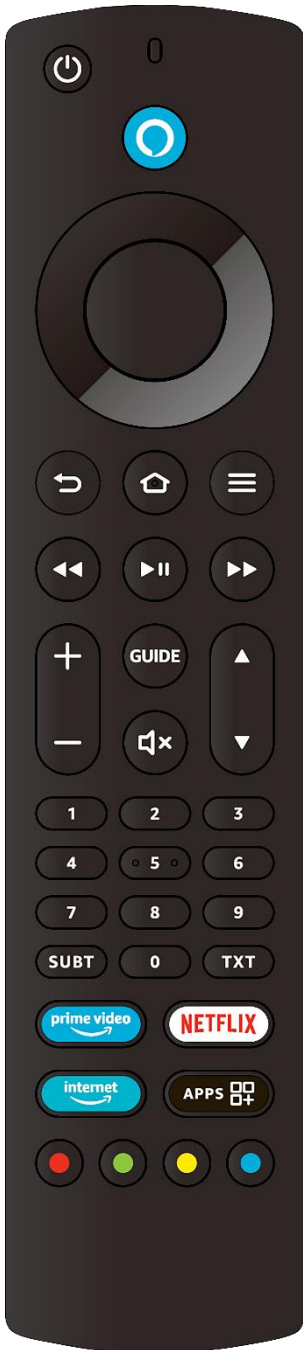 GUIDE
1 2 3
4 5 6
7 8 9
SUBT 0 TXT
prime video NETFLIX
internet APPS